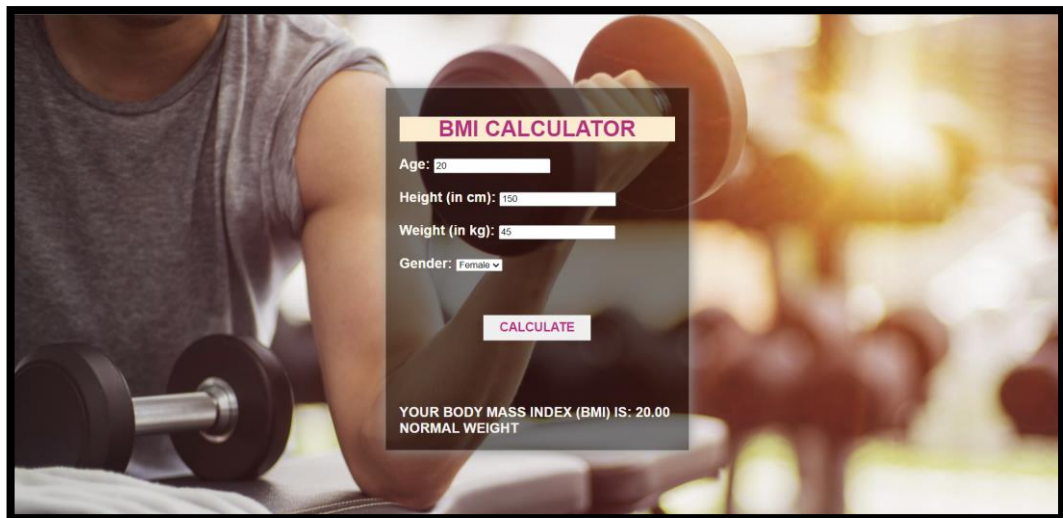 BMI CALCULATOR
Age: 20
Height (in cm): 150
Weight (in kg): 45
Gender: Female
CALCULATE
YOUR BODY MASS INDEX (BMI) IS: 20.00
NORMAL WEIGHT